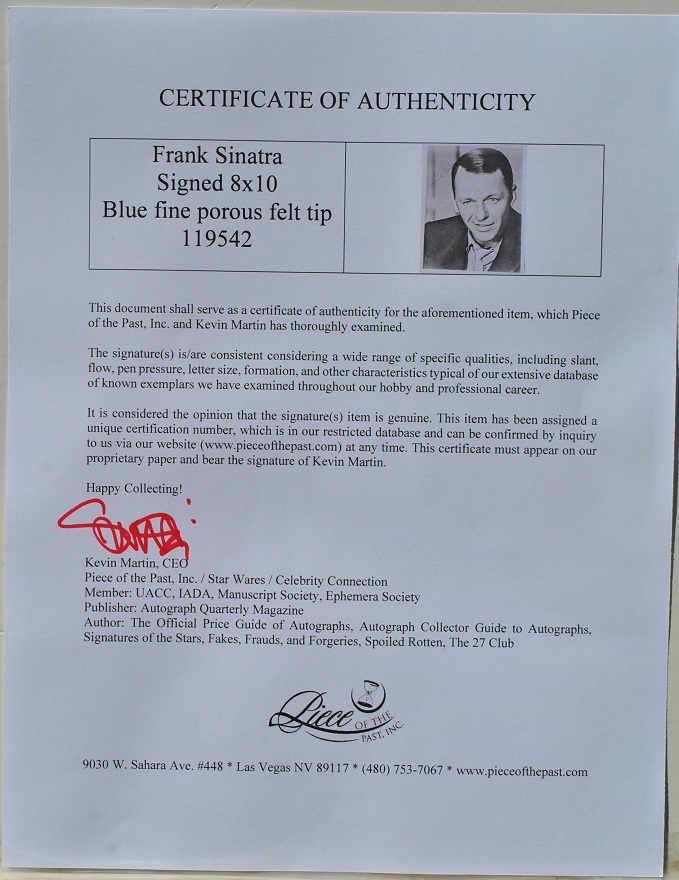 CERTIFICATE OF AUTHENTICITY
Frank Sinatra
Signed 8x10
Blue fine porous felt tip
119542
This document shall serve as a certificate of authenticity for the aforementioned item, which Piece
of the Past, Inc. and Kevin Martin has thoroughly examined.
The signature(s) is/are consistent considering a wide range of specific qualities, including slant,
flow, pen pressure, letter size, formation, and other characteristics typical of our extensive database
of known exemplars we have examined throughout our hobby and professional career.
It is considered the opinion that the signature(s) item is genuine. This item has been assigned a
unique certification number, which is in our restricted database and can be confirmed by inquiry
to us via our website (www.pieceofthepast.com) at any time. This certificate must appear on our
proprietary paper and bear the signature of Kevin Martin.
Happy Collecting!
Kevin Martin, CEO
Piece of the Past, Inc. / Star Wares / Celebrity Connection
Member: UACC, IADA, Manuscript Society, Ephemera Society
Publisher: Autograph Quarterly Magazine
Author: The Official Price Guide of Autographs, Autograph Collector Guide to Autographs,
Signatures of the Stars, Fakes, Frauds, and Forgeries, Spoiled Rotten, The 27 Club
Piece OF THE
PAST, INC.
9030 W. Sahara Ave. #448 * Las Vegas NV 89117 * (480) 753-7067 * www.pieceofthepast.com